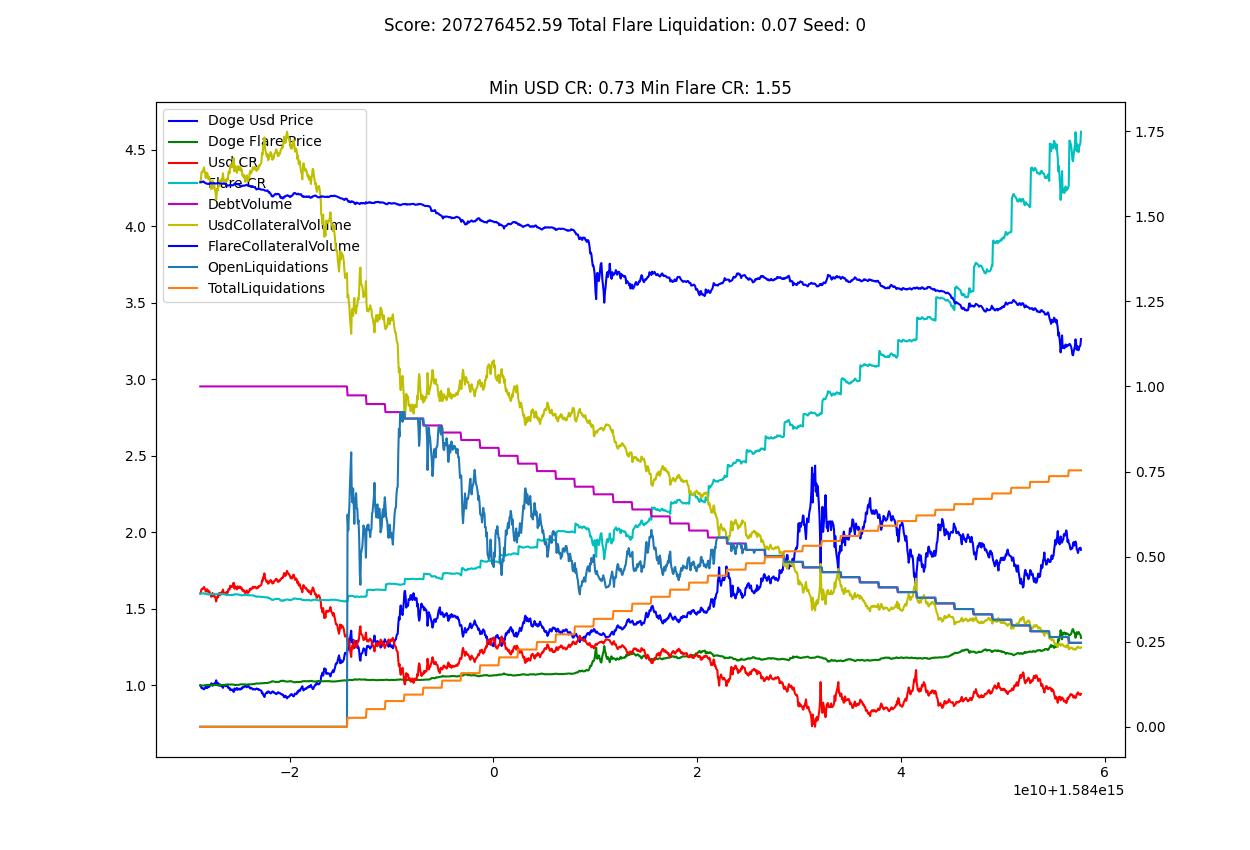 Score: 207276452.59 Total Flare Liquidation: 0.07 Seed: 0
Min USD CR: 0.73 Min Flare CR: 1.55
Doge Usd Price
Doge Flare Price
Usd CR
Flare CR
DebtVolume
UsdCollateralVolume
FlareCollateralVolume
OpenLiquidations
TotalLiquidations
4.5
4.0
3.5
3.0
2.5
2.0
1.5
1.0
1.75
1.50
1.25
1.00
0.75
0.50
0.25
0.00
−2
0
2
4
6
1e10+1.584e15